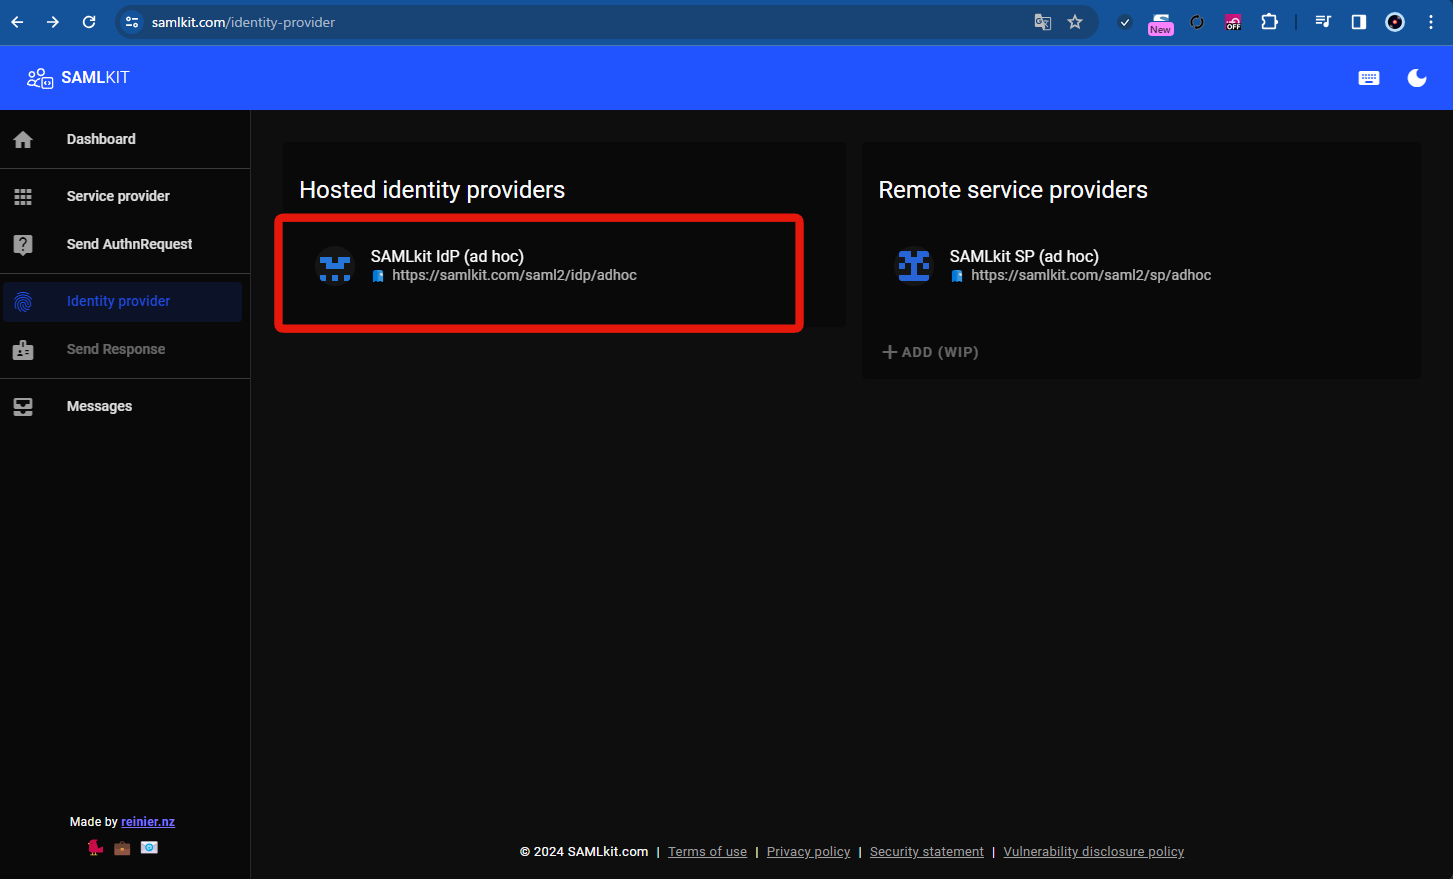 samlkit.com/identity-provider
New
OFF
SAMLKIT
Dashboard
Service provider
Send AuthnRequest
Identity provider
Send Response
Messages
Hosted identity providers
SAMLkit IdP (ad hoc)
https://samlkit.com/saml2/idp/adhoc
Remote service providers
SAMLkit SP (ad hoc)
https://samlkit.com/saml2/sp/adhoc
ADD (WIP)
Made by reinier.nz
© 2024 SAMLkit.com | Terms of use | Privacy policy | Security statement | Vulnerability disclosure policy